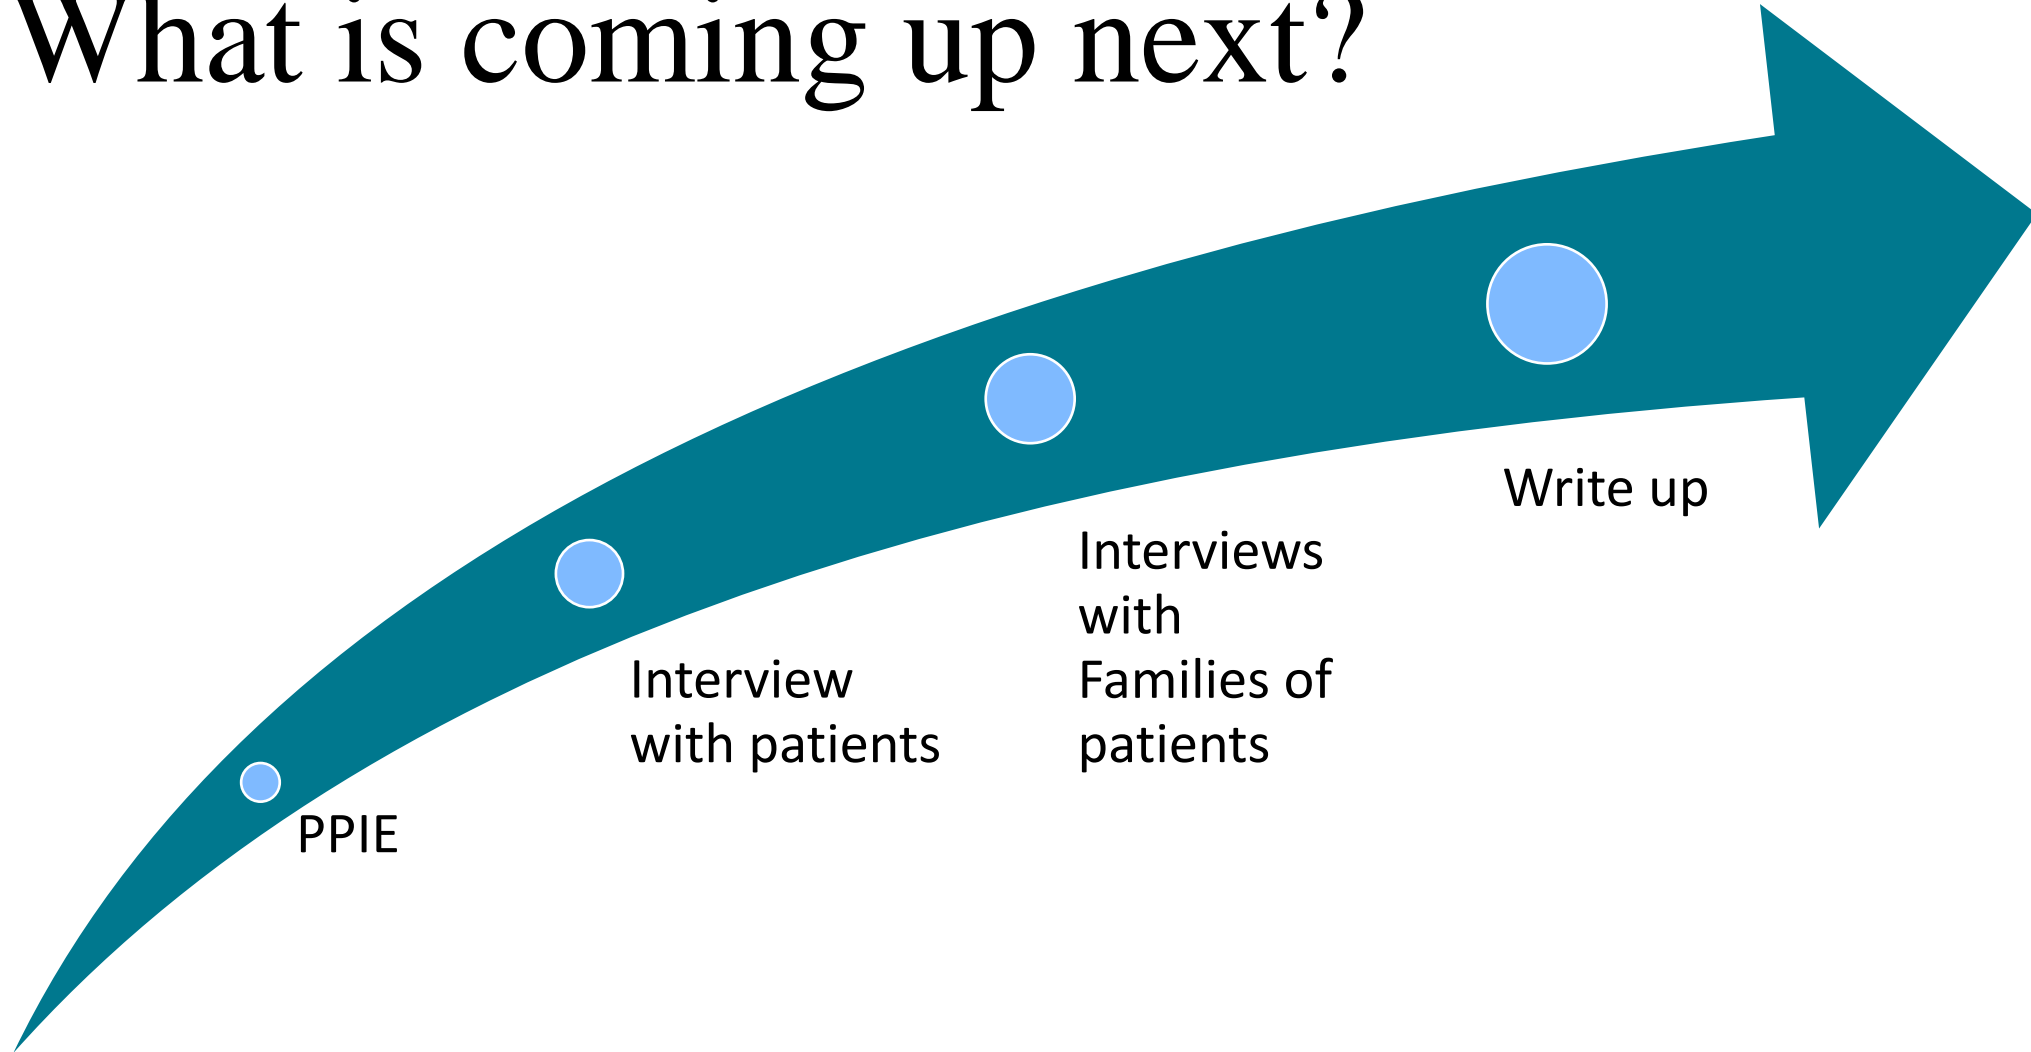 What is coming up next?
PPIE
Interview
with patients
Interviews
with
Families of
patients
Write up